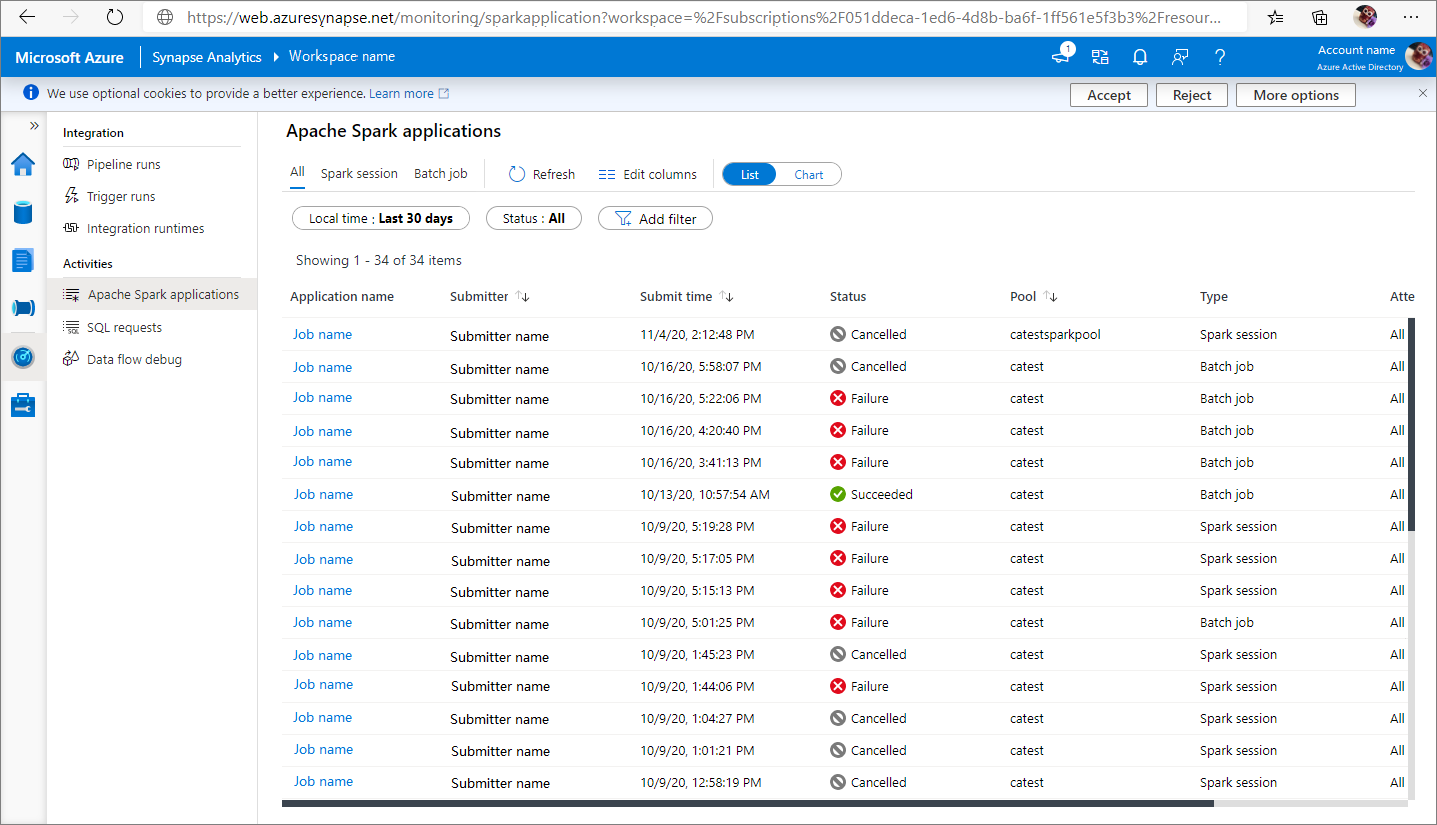 https://web.azuresynapse.net/monitoring/sparkapplication?workspace=%2Fsubscriptions%2F051ddeca-1ed6-4d8b-ba6f-1ff561e5f3b3%2Fresour...
Microsoft Azure Synapse Analytics Workspace name 1 ? Account name
Azure Active Directory
We use optional cookies to provide a better experience. Learn more Accept Reject More options
Integration
Pipeline runs
Trigger runs
Integration runtimes
Activities
Apache Spark applications
SQL requests
Data flow debug
Apache Spark applications
All Spark session Batch job Refresh Edit columns List Chart
Local time : Last 30 days Status : All Add filter
Showing 1 - 34 of 34 items
Application name Submitter Submit time Status Pool Type Atte
Job name Submitter name 11/4/20, 2:12:48 PM Cancelled catestsparkpool Spark session All
Job name Submitter name 10/16/20, 5:58:07 PM Cancelled catest Batch job All
Job name Submitter name 10/16/20, 5:22:06 PM Failure catest Batch job All
Job name Submitter name 10/16/20, 4:20:40 PM Failure catest Batch job All
Job name Submitter name 10/16/20, 3:41:13 PM Failure catest Batch job All
Job name Submitter name 10/13/20, 10:57:54 AM Succeeded catest Batch job All
Job name Submitter name 10/9/20, 5:19:28 PM Failure catest Spark session All
Job name Submitter name 10/9/20, 5:17:05 PM Failure catest Spark session All
Job name Submitter name 10/9/20, 5:15:13 PM Failure catest Spark session All
Job name Submitter name 10/9/20, 5:01:25 PM Failure catest Batch job All
Job name Submitter name 10/9/20, 1:45:23 PM Cancelled catest Spark session All
Job name Submitter name 10/9/20, 1:44:06 PM Failure catest Spark session All
Job name Submitter name 10/9/20, 1:04:27 PM Cancelled catest Spark session All
Job name Submitter name 10/9/20, 1:01:21 PM Cancelled catest Spark session All
Job name Submitter name 10/9/20, 12:58:19 PM Cancelled catest Spark session All